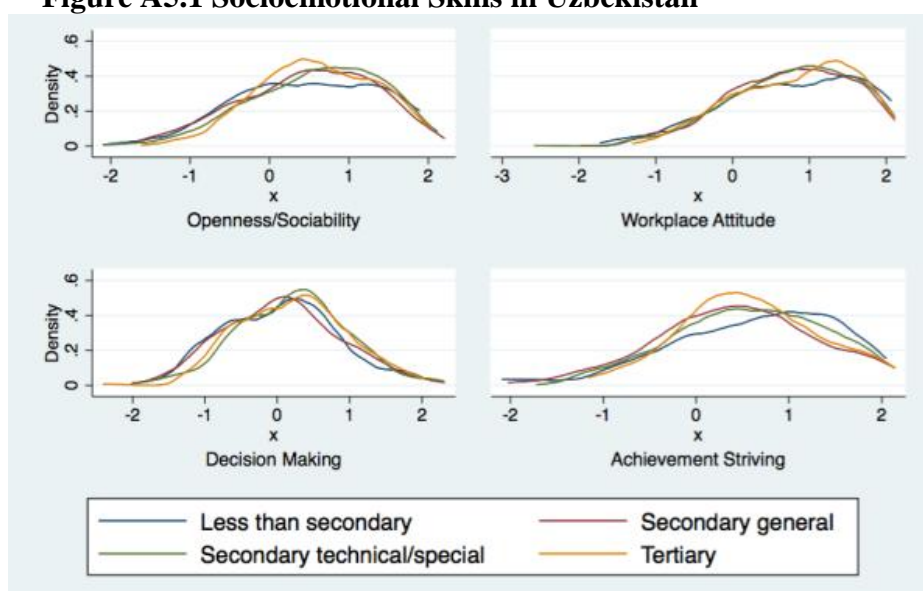 Figure A5.1 Socioemotional Skills in Uzbekistan
Density
.6
.4
.2
0
-2 -1 0 1 2
x
Openness/Sociability
-3 -2 -1 0 1 2
x
Workplace Attitude
Density
.6
.4
.2
0
-2 -1 0 1 2
x
Decision Making
-2 -1 0 1 2
x
Achievement Striving
Less than secondary Secondary general
Secondary technical/special Tertiary